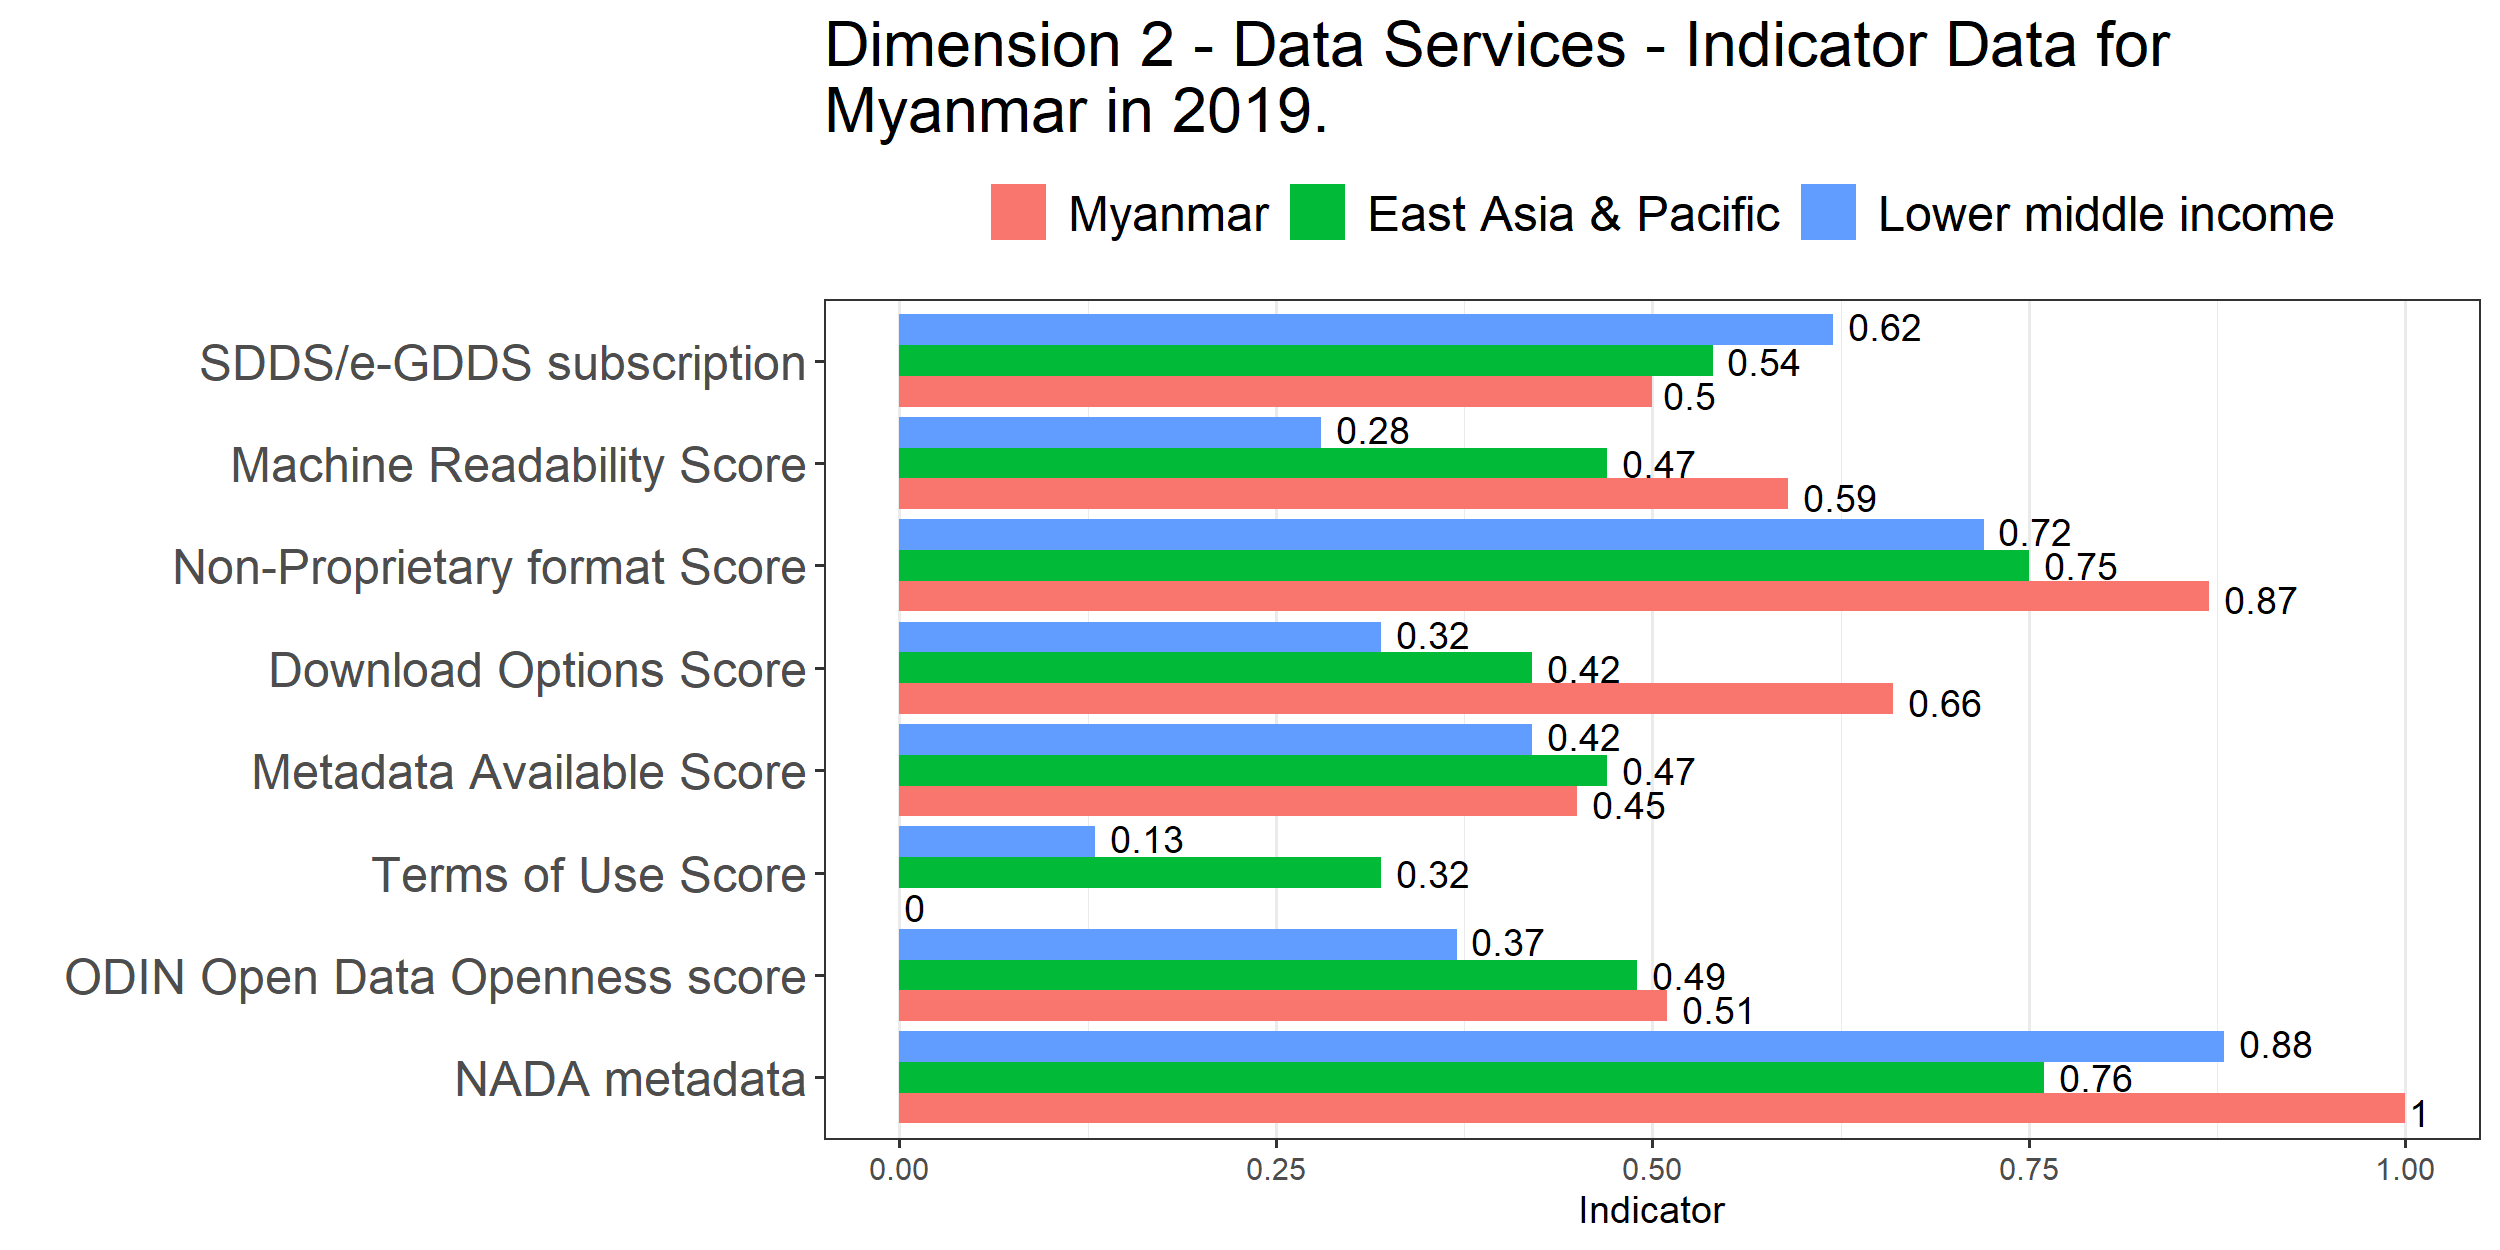 Dimension 2 - Data Services - Indicator Data for
Myanmar in 2019.
Myanmar East Asia & Pacific Lower middle income
SDDS/e-GDDS subscription
0.62
0.54
0.5
Machine Readability Score
0.28
0.47
0.59
Non-Proprietary format Score
0.72
0.75
0.87
Download Options Score
0.32
0.42
0.66
Metadata Available Score
0.42
0.47
0.45
Terms of Use Score
0.13
0.32
0
ODIN Open Data Openness score
0.37
0.49
0.51
NADA metadata
0.88
0.76
1
0.00 0.25 0.50 0.75 1.00
Indicator